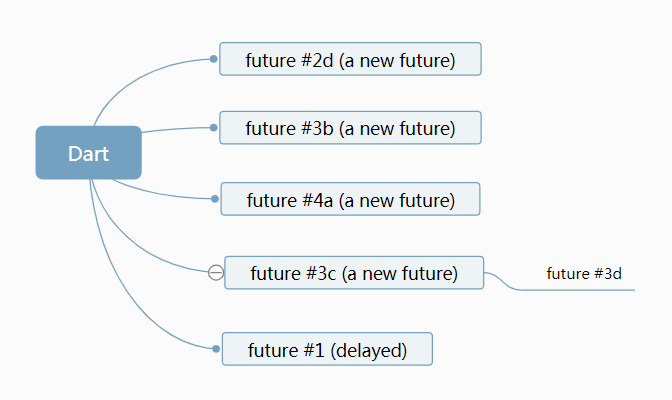 future #2d (a new future)
future #3b (a new future)
Dart
future #4a (a new future)
future #3c (a new future)
future #3d
future #1 (delayed)